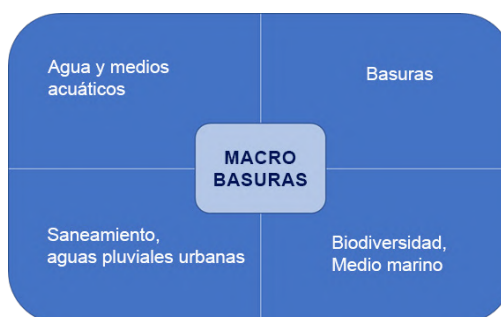 Agua y medios
acuáticos
Basuras
MACRO
BASURAS
Saneamiento,
aguas pluviales urbanas
Biodiversidad,
Medio marino